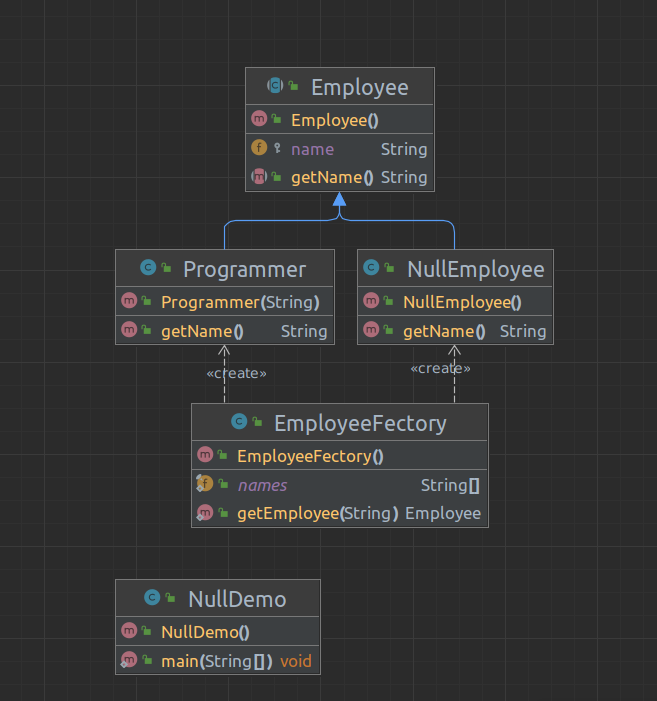 Employee
Employee()
name String
getName() String
Programmer
Programmer(String)
getName() String
NullEmployee
NullEmployee()
getName() String
«create»
«create»
EmployeeFectory
EmployeeFectory()
names String[]
getEmployee(String) Employee
NullDemo
NullDemo()
main(String[]) void